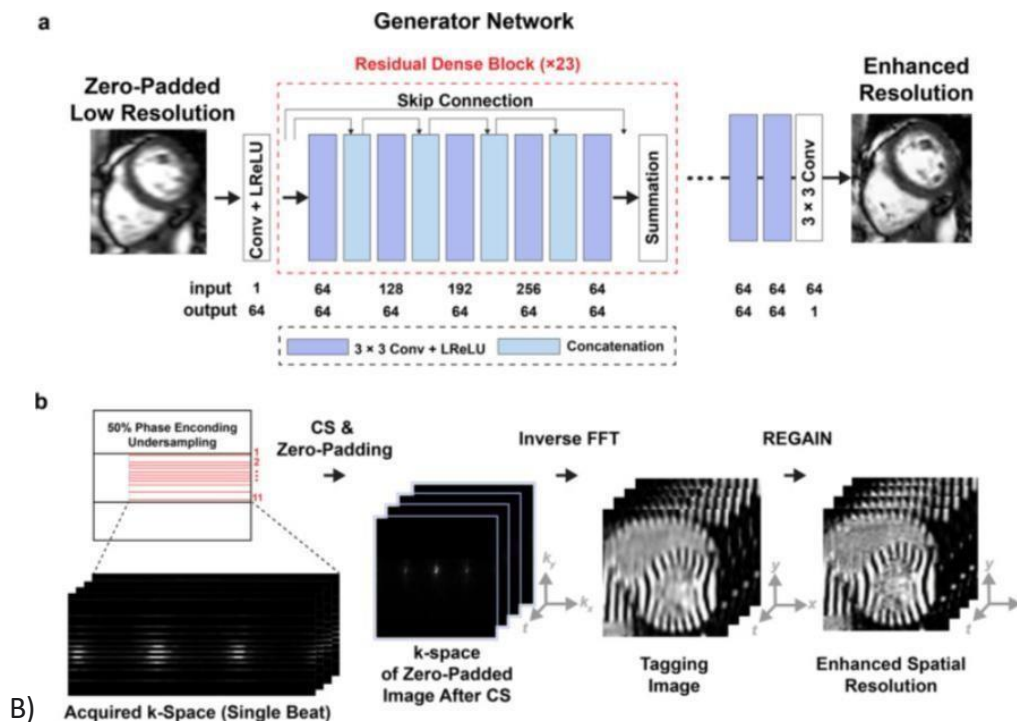 a
Generator Network
Residual Dense Block (×23)
Zero-Padded
Low Resolution
Skip Connection
Enhanced
Resolution
Conv + LReLU
Summation
3 × 3 Conv
input 1 64 128 192 256 64 64 64 64
output 64 64 64 64 64 64 64 64 1
3 × 3 Conv + LReLU
Concatenation
b
50% Phase Enconding
Undersampling
1
2
11
CS &
Zero-Padding
Inverse FFT
REGAIN
ky
kx
t
y
x
t
y
x
t
k-space
of Zero-Padded
Image After CS
Tagging
Image
Enhanced Spatial
Resolution
B) Acquired k-Space (Single Beat)